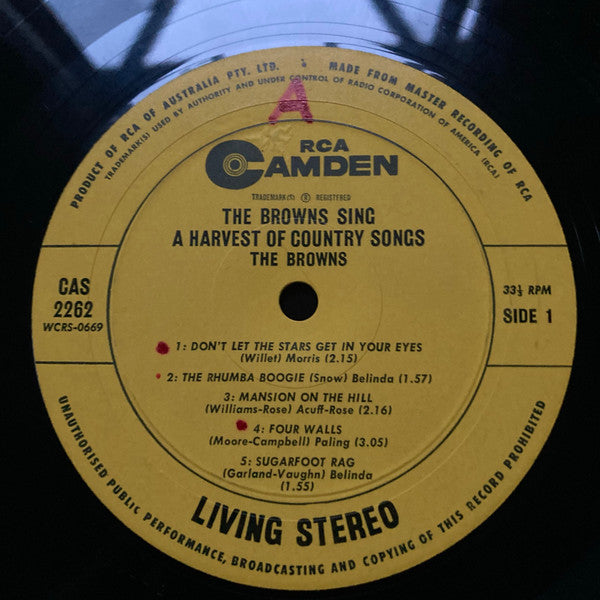 PRODUCT OF RCA OF AUSTRALIA PTY. LTD. : MADE FROM MASTER RECORDING OF RCA
TRADEMARK(S) USED BY AUTHORITY AND UNDER CONTROL OF RADIO CORPORATION OF AMERICA (RCA)
A
RCA
CAMDEN
TRADEMARK(S) ® REGISTERED
THE BROWNS SING
A HARVEST OF COUNTRY SONGS
THE BROWNS
CAS
2262
WCRS-0669
33⅓ RPM
SIDE 1
1: DON'T LET THE STARS GET IN YOUR EYES
(Willet) Morris (2.15)
2: THE RHUMBA BOOGIE (Snow) Belinda (1.57)
3: MANSION ON THE HILL
(Williams-Rose) Acuff-Rose (2.16)
4: FOUR WALLS
(Moore-Campbell) Paling (3.05)
5: SUGARFOOT RAG
(Garland-Vaughn) Belinda
(1.55)
LIVING STEREO
UNAUTHORISED PUBLIC PERFORMANCE, BROADCASTING AND COPYING OF THIS RECORD PROHIBITED